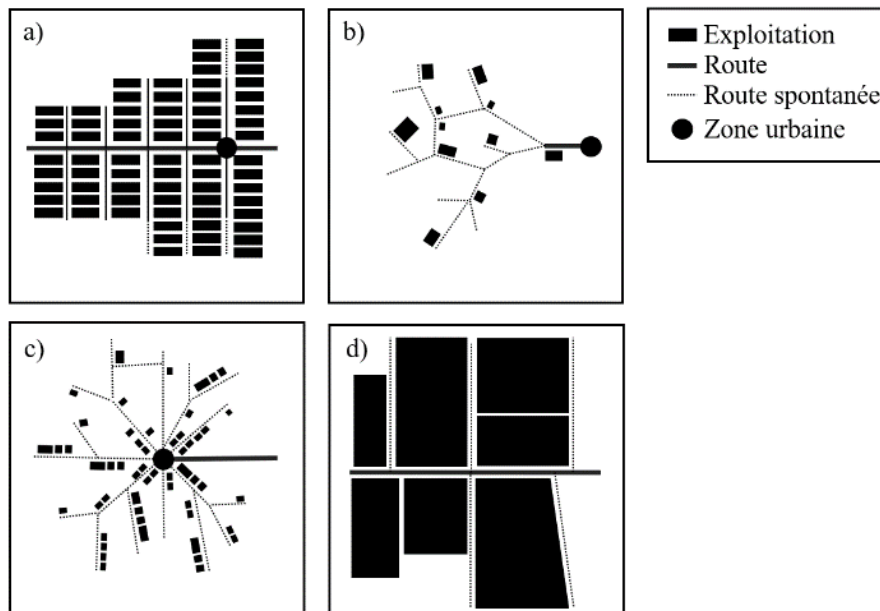 a)
b)
Exploitation
Route
Route spontanée
Zone urbaine
c)
d)